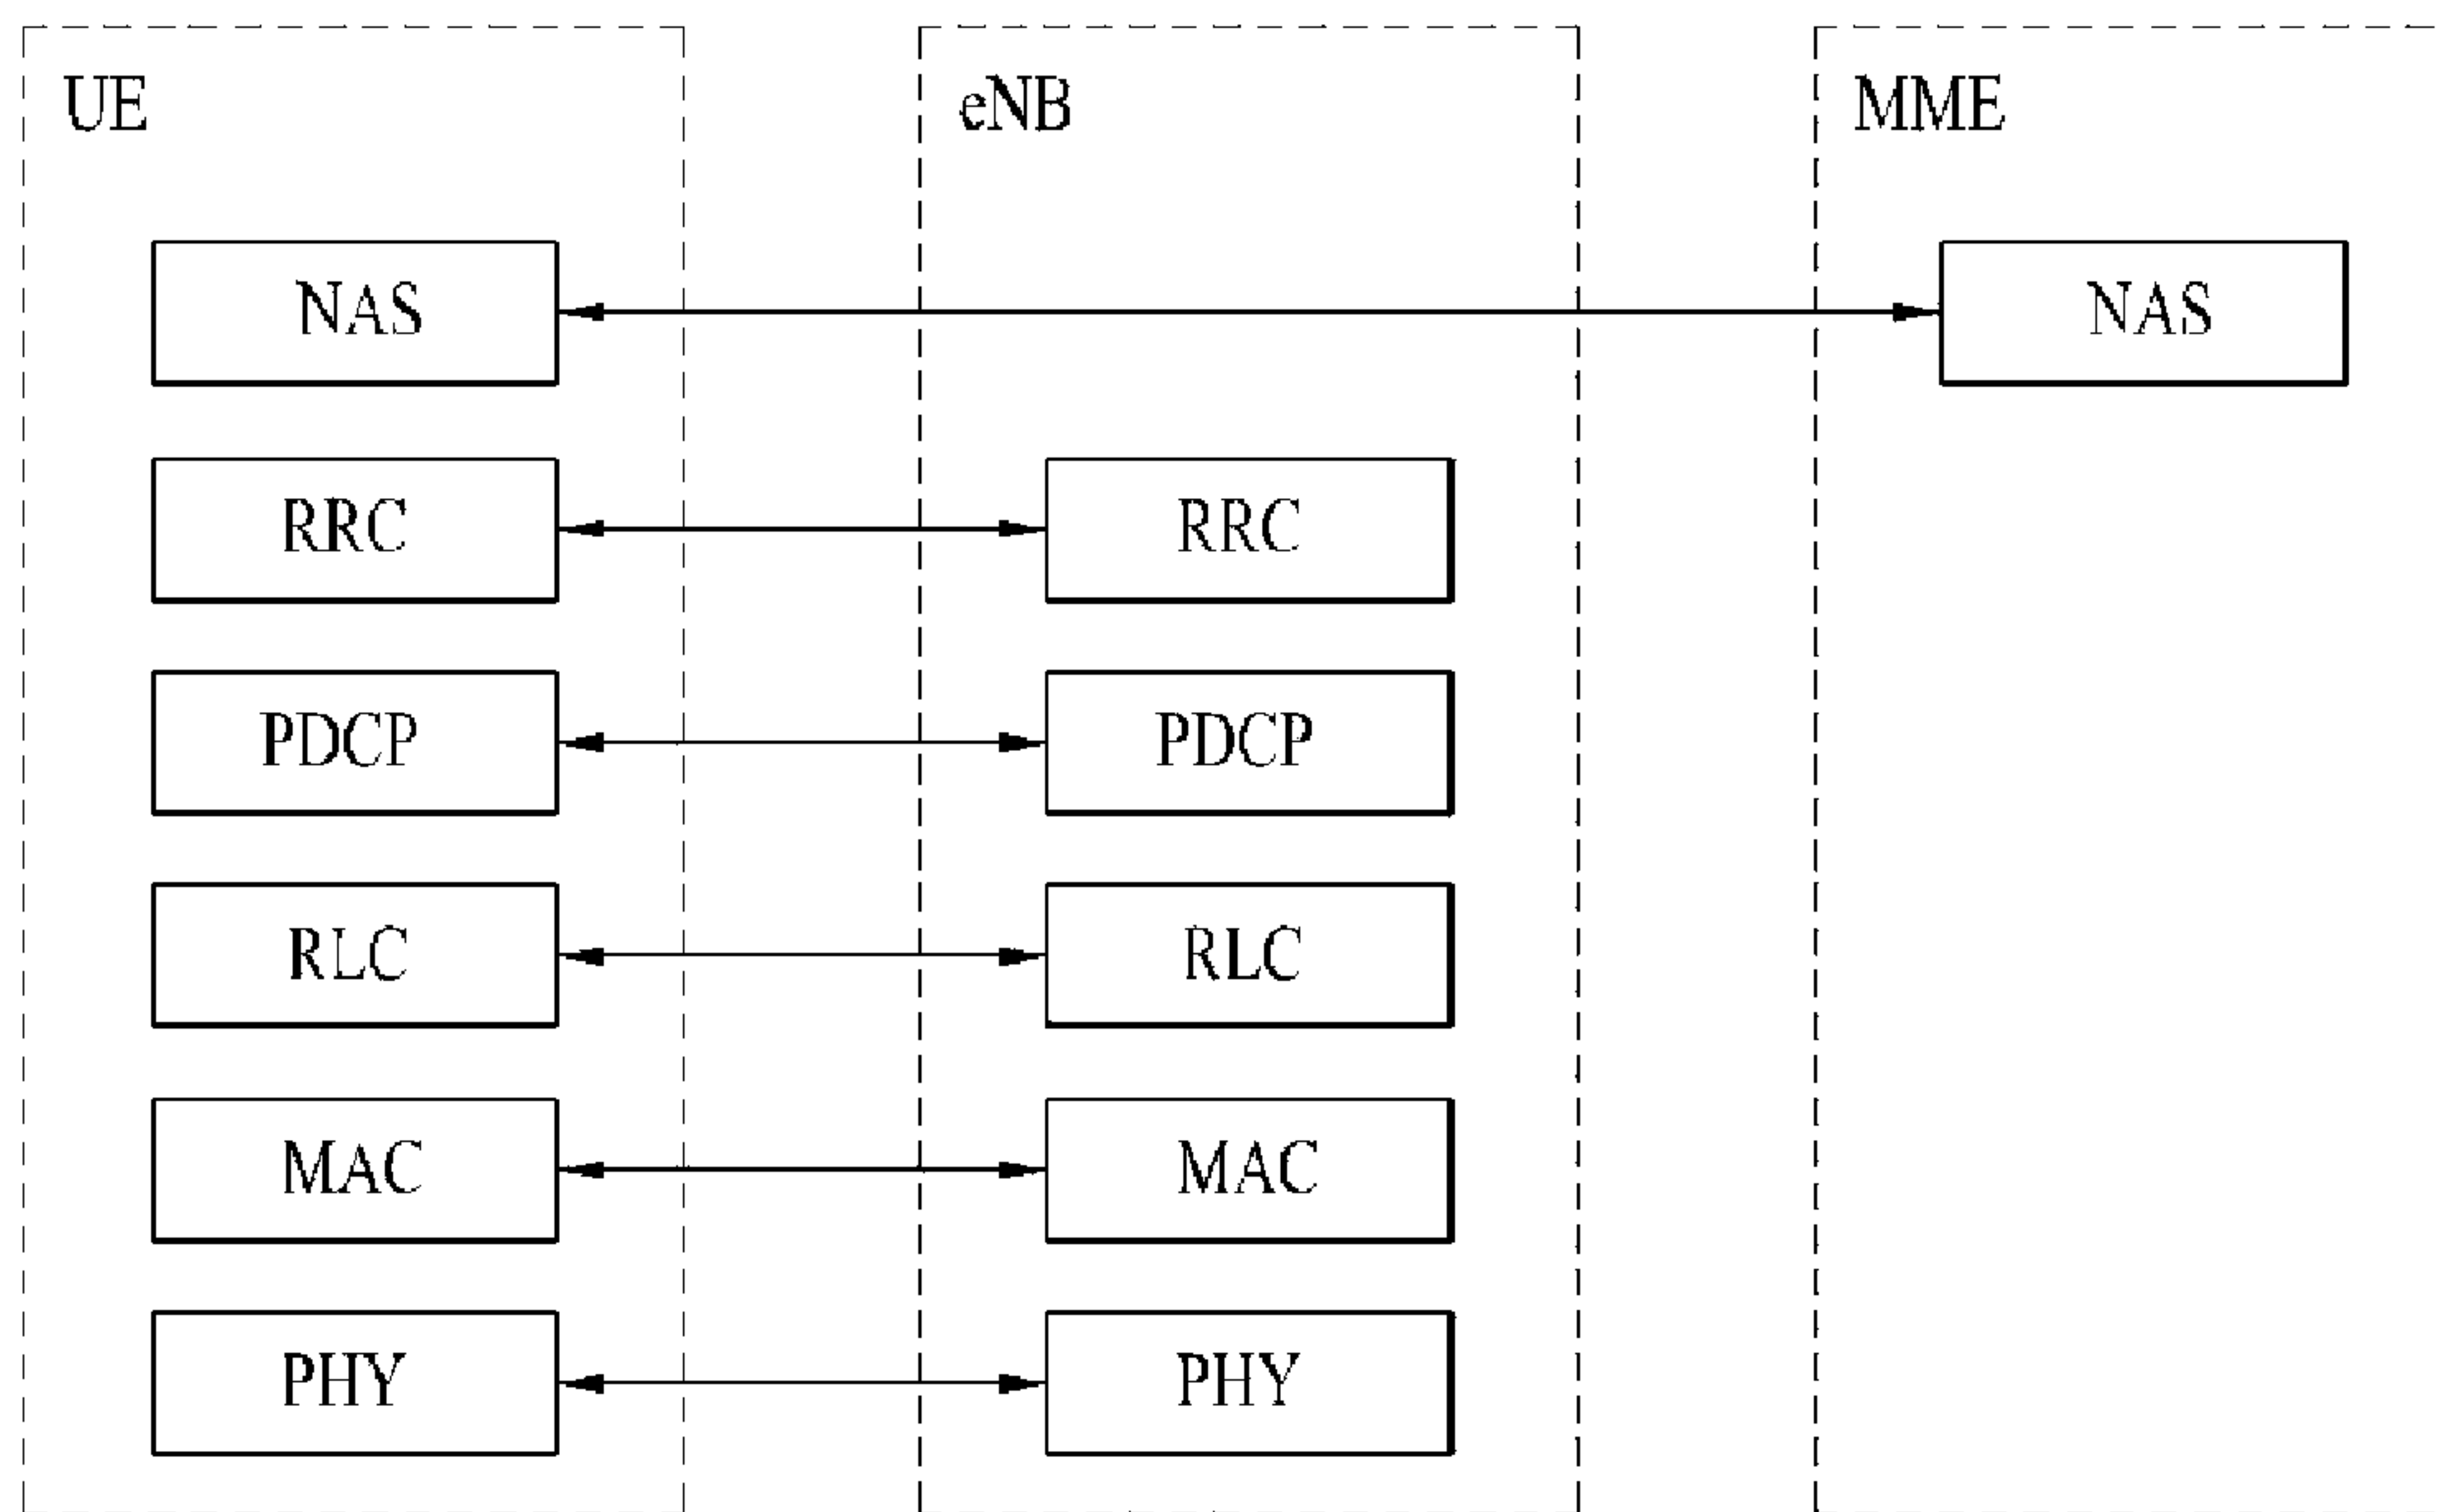 UE
eNB
MME
NAS
NAS
RRC
RRC
PDCP
PDCP
RLC
RLC
MAC
MAC
PHY
PHY